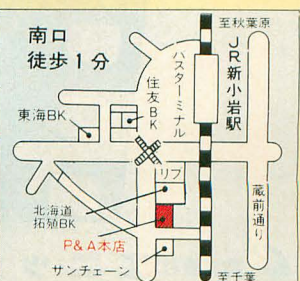 南口
徒歩1分
至秋葉原
JR新小岩駅
バスターミナル
住友BK
東海BK
リブ
蔵前通り
北海道
拓殖BK
P&A本店
サンチェーン
至千葉